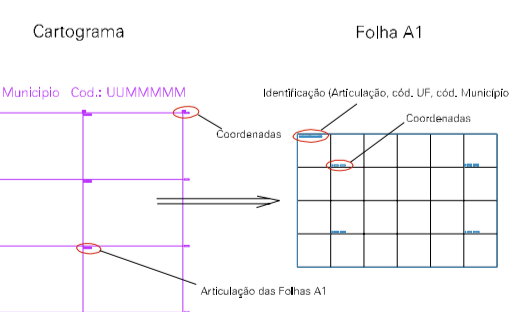 Cartograma
Folha A1
Municipio Cod.: UUMMMMM
Identificação (Articulação, cód. UF, cód. Município
Coordenadas
Coordenadas
Articulação das Folhas A1